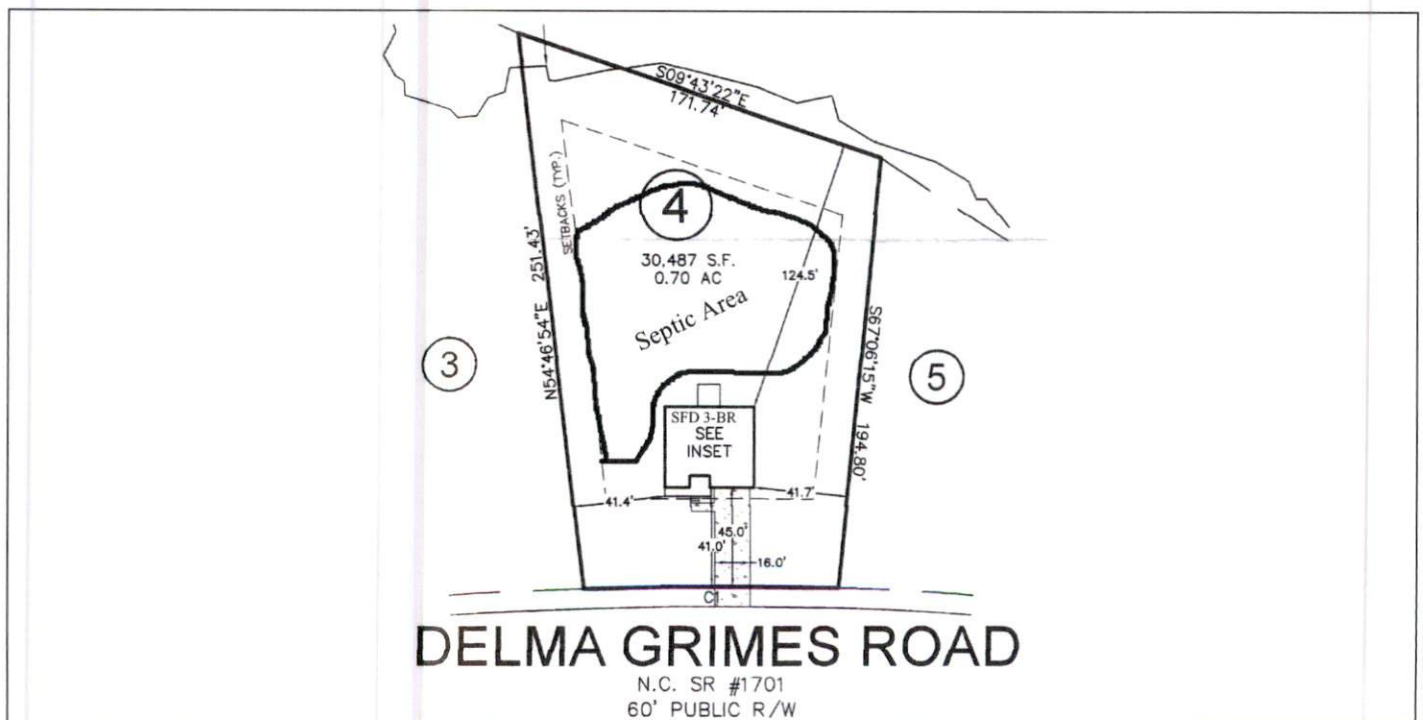 S09°43'22"E
171.74'
SETBACKS (TYP.)
4
30,487 S.F.
0.70 AC
124.5'
Septic Area
N54°46'54"E 251.43'
S67°06'15"W 194.80'
3
5
SFD 3-BR
SEE
INSET
41.4'
41.7'
45.0'
41.0'
16.0'
C1
DELMA GRIMES ROAD
N.C. SR #1701
60' PUBLIC R/W